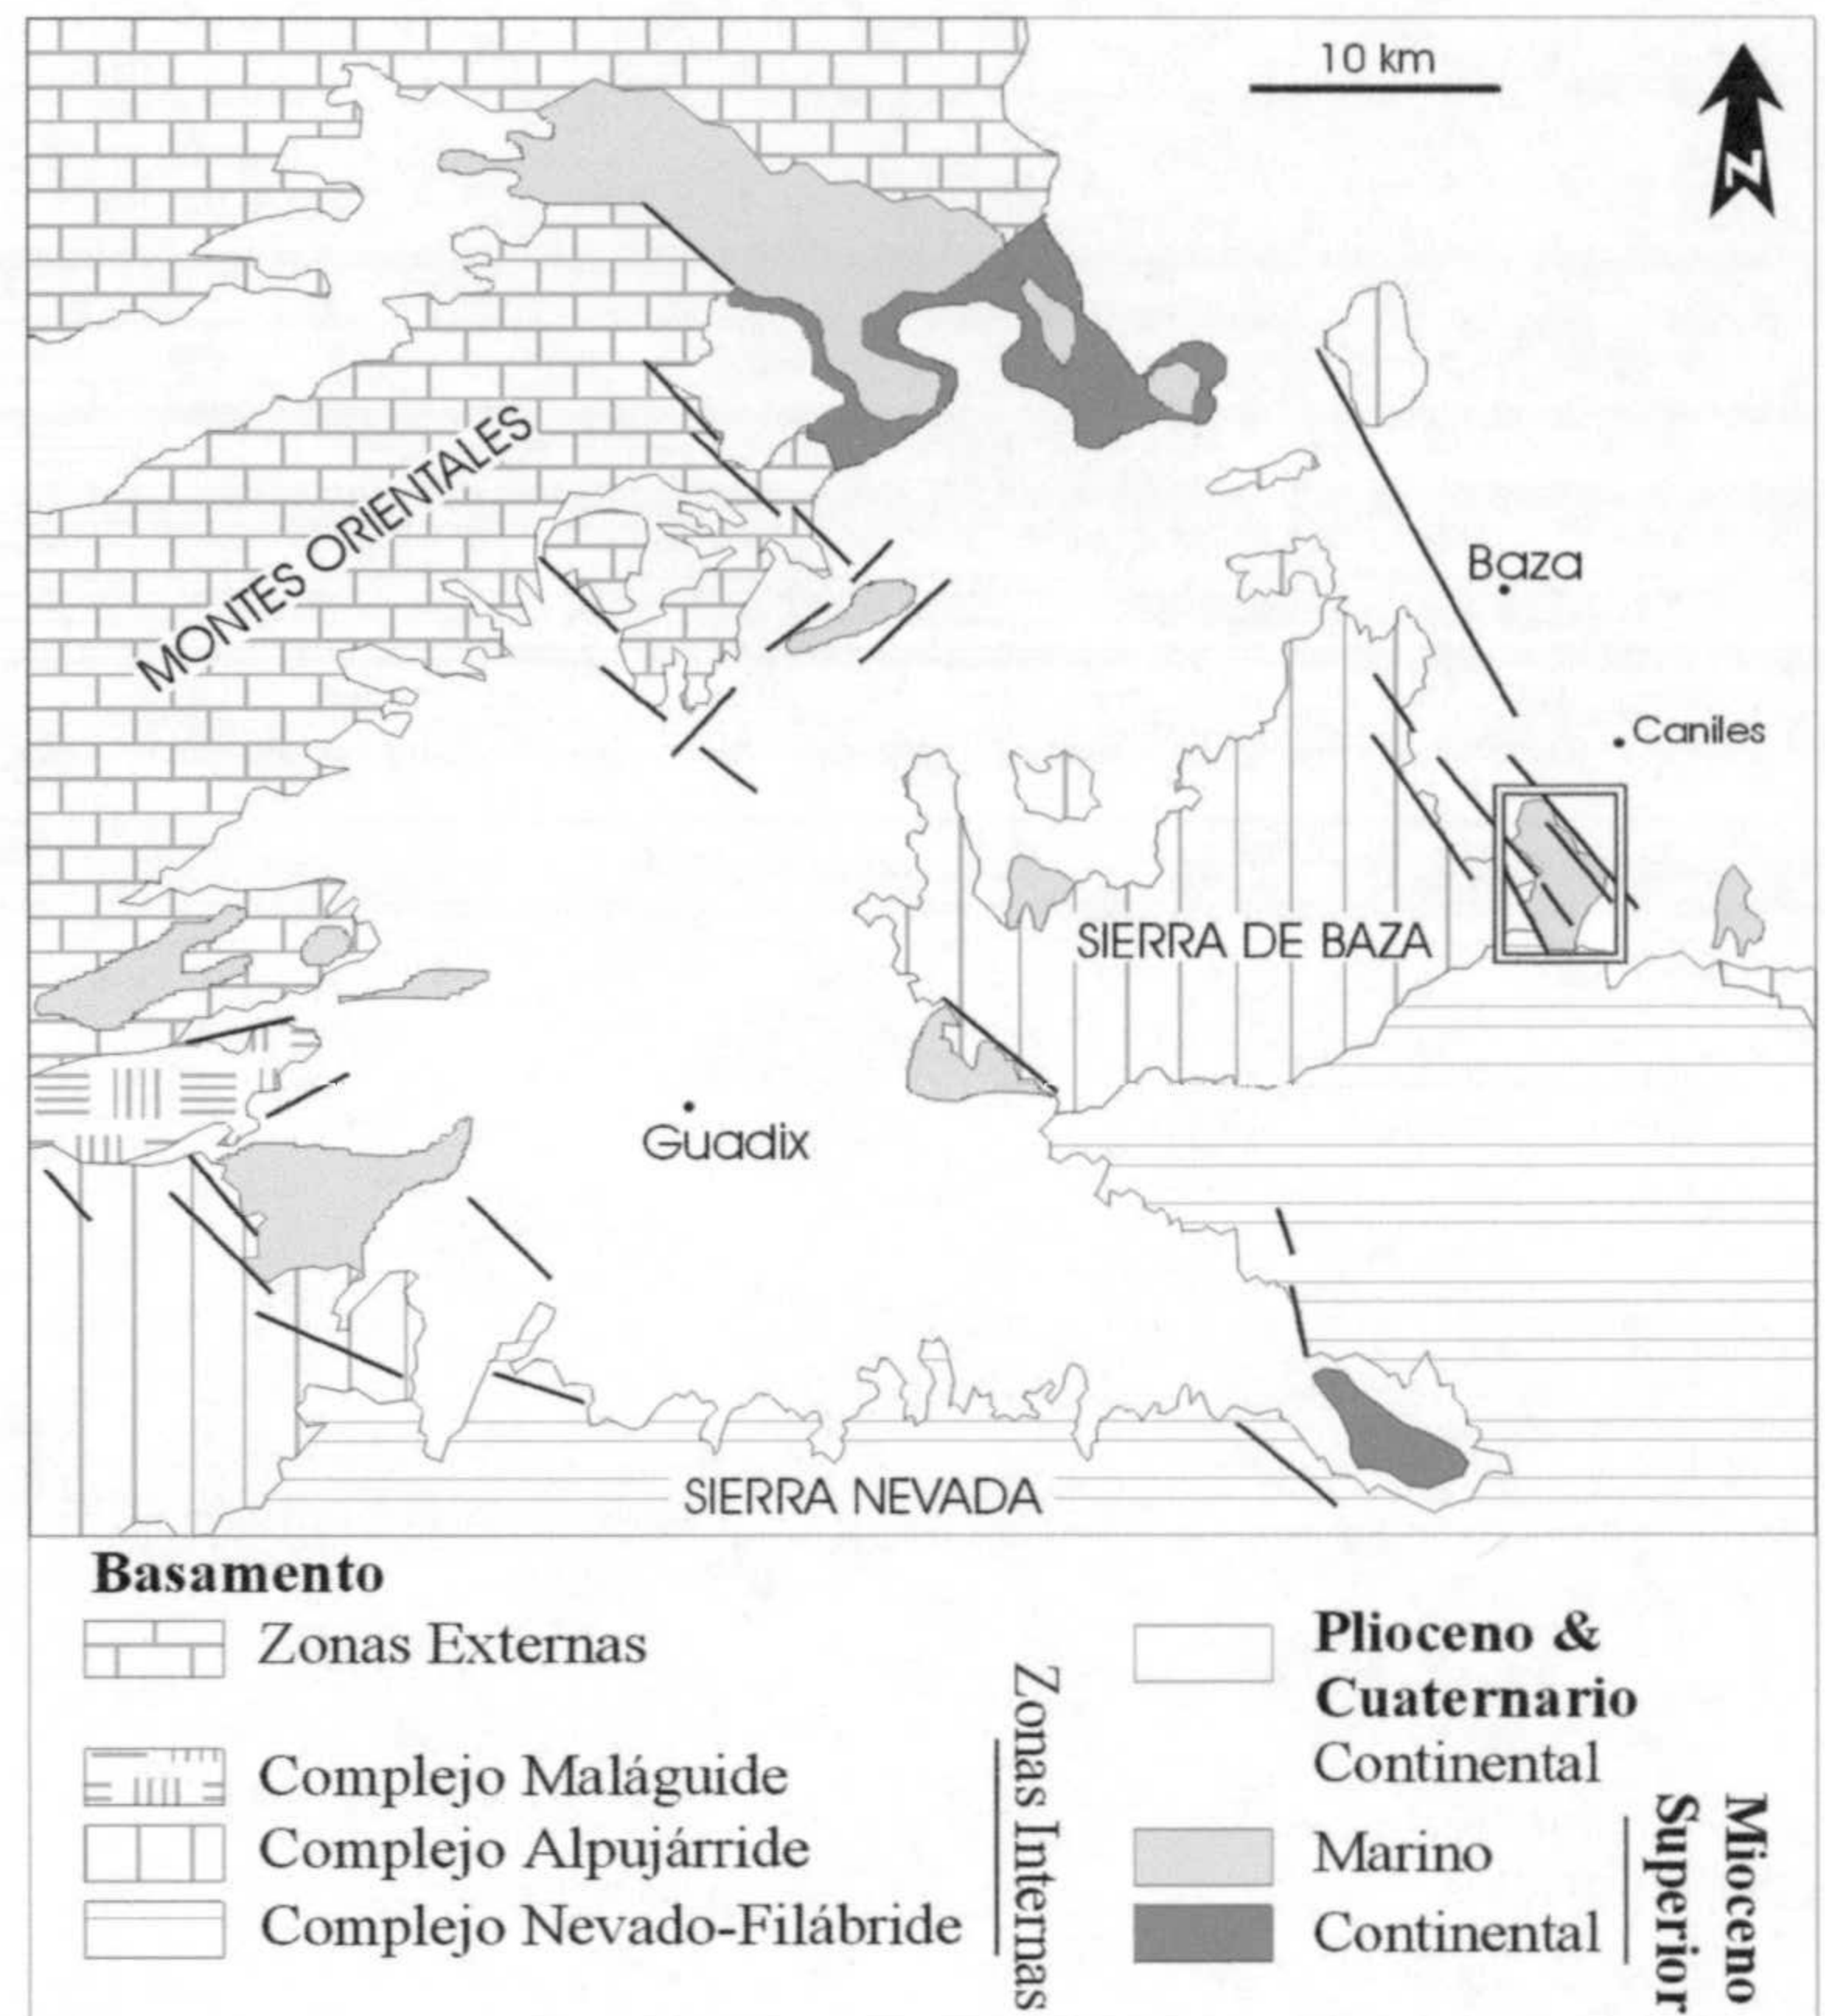 10 km
N
MONTES ORIENTALES
Baza
Caniles
SIERRA DE BAZA
Guadix
SIERRA NEVADA
Basamento
Zonas Externas
Complejo Maláguide
Complejo Alpujárride
Complejo Nevado-Filábride
Zonas Internas
Plioceno &
Cuaternario
Continental
Marino
Continental
Mioceno
Superior